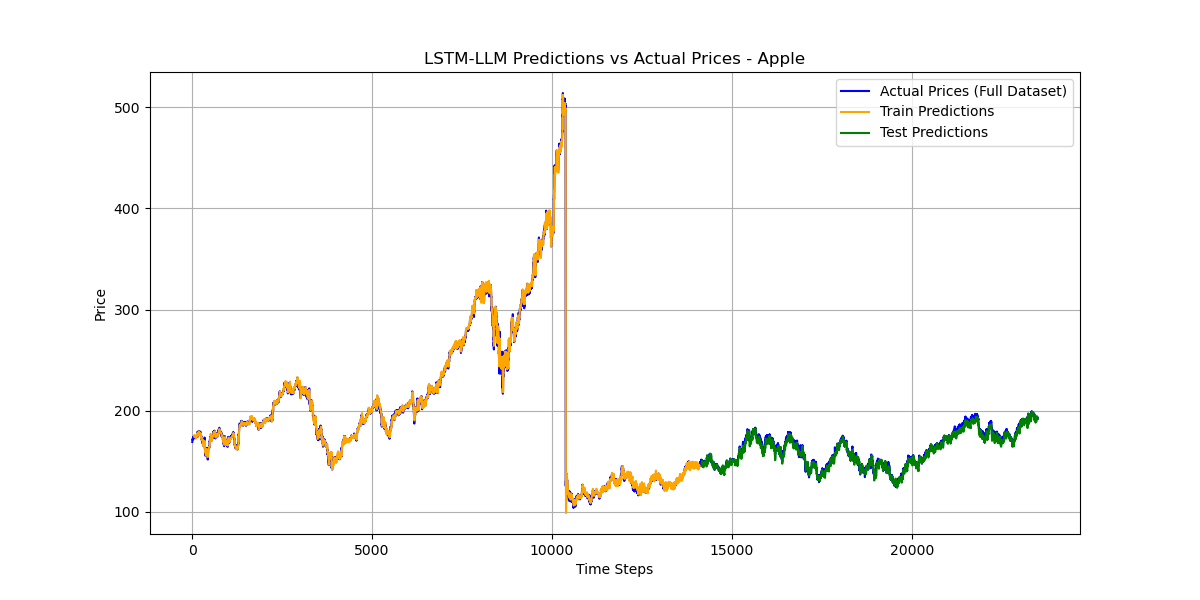 LSTM-LLM Predictions vs Actual Prices - Apple
Actual Prices (Full Dataset)
Train Predictions
Test Predictions
500
400
300
200
100
Price
0
5000
10000
15000
20000
Time Steps